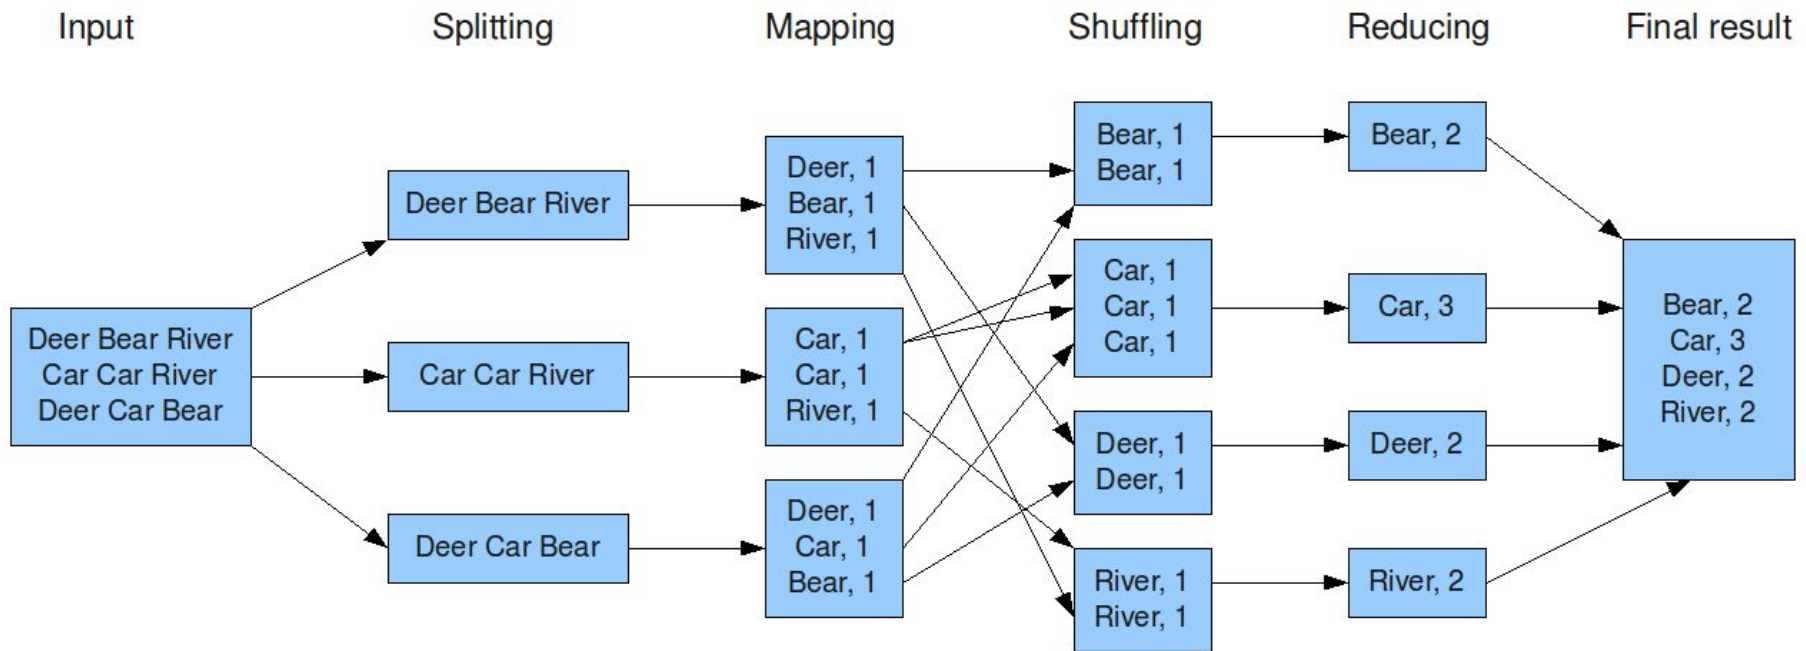 Input
Splitting
Mapping
Shuffling
Reducing
Final result
Deer Bear River
Car Car River
Deer Car Bear
Deer Bear River
Car Car River
Deer Car Bear
Deer, 1
Bear, 1
River, 1
Car, 1
Car, 1
River, 1
Deer, 1
Car, 1
Bear, 1
Bear, 1
Bear, 1
Car, 1
Car, 1
Car, 1
Deer, 1
Deer, 1
River, 1
River, 1
Bear, 2
Car, 3
Deer, 2
River, 2
Bear, 2
Car, 3
Deer, 2
River, 2